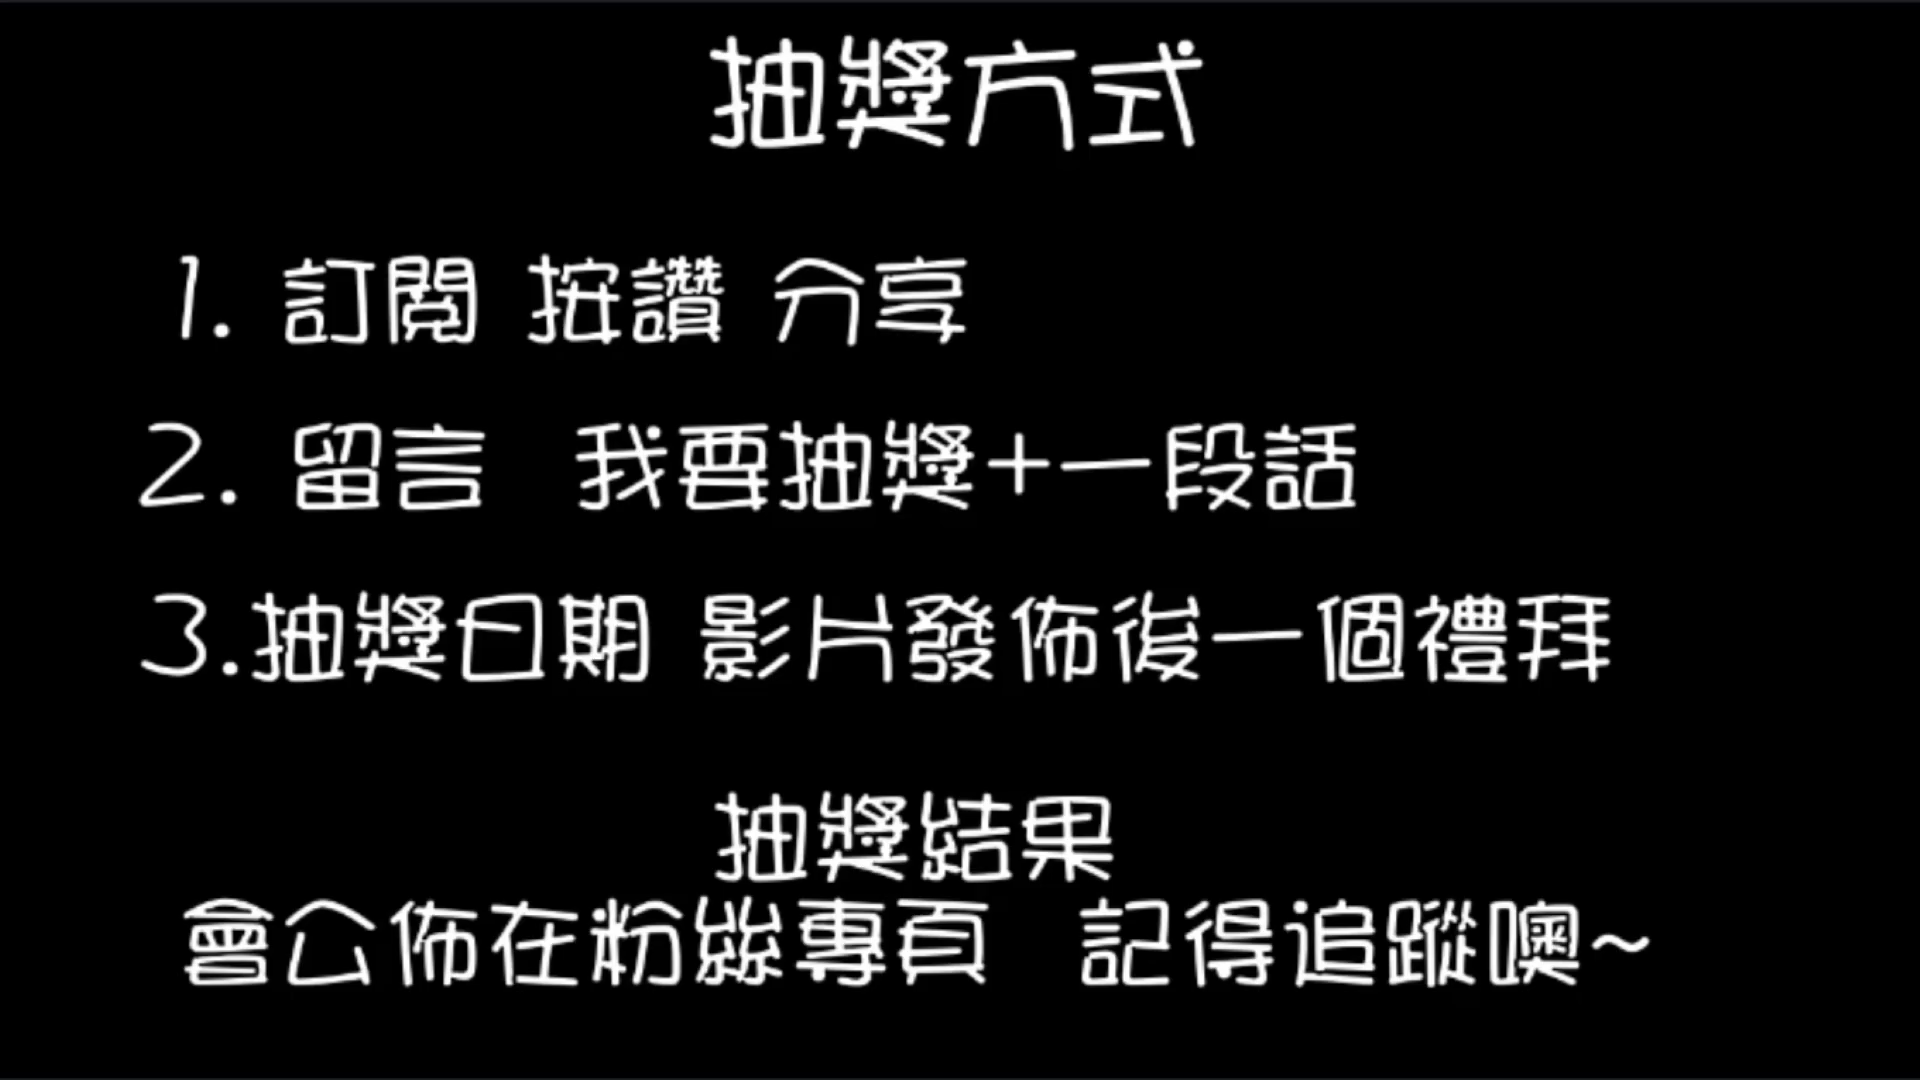 抽獎方式
1. 訂閱 按讚 分享
2. 留言 我要抽獎+一段話
3.抽獎日期 影片發佈後一個禮拜
抽獎結果
會公佈在粉絲專頁 記得追蹤噢~